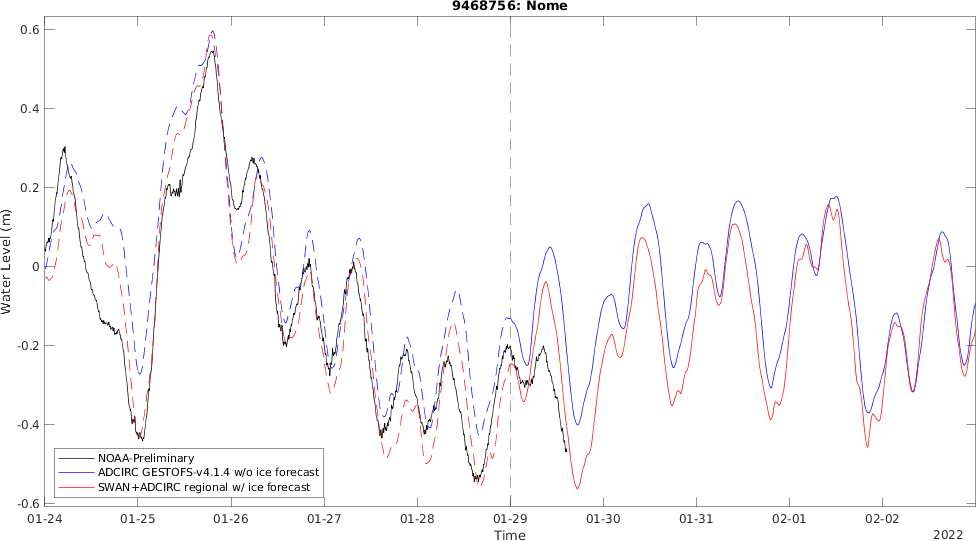 9468756: Nome
0.6
0.4
0.2
0
-0.2
-0.4
-0.6
Water Level (m)
NOAA-Preliminary
ADCIRC GESTOFS-v4.1.4 w/o ice forecast
SWAN+ADCIRC regional w/ ice forecast
01-24 01-25 01-26 01-27 01-28 01-29 01-30 01-31 02-01 02-02
Time
2022